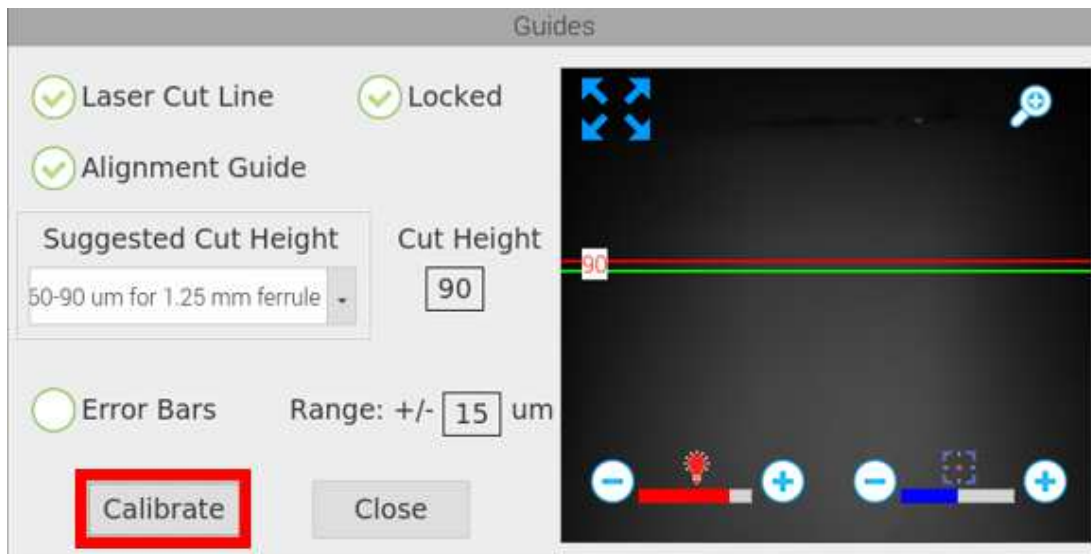 Guides
Laser Cut Line
Locked
Alignment Guide
Suggested Cut Height
Cut Height
60-90 um for 1.25 mm ferrule
90
90
Error Bars
Range: +/- 15 um
Calibrate
Close